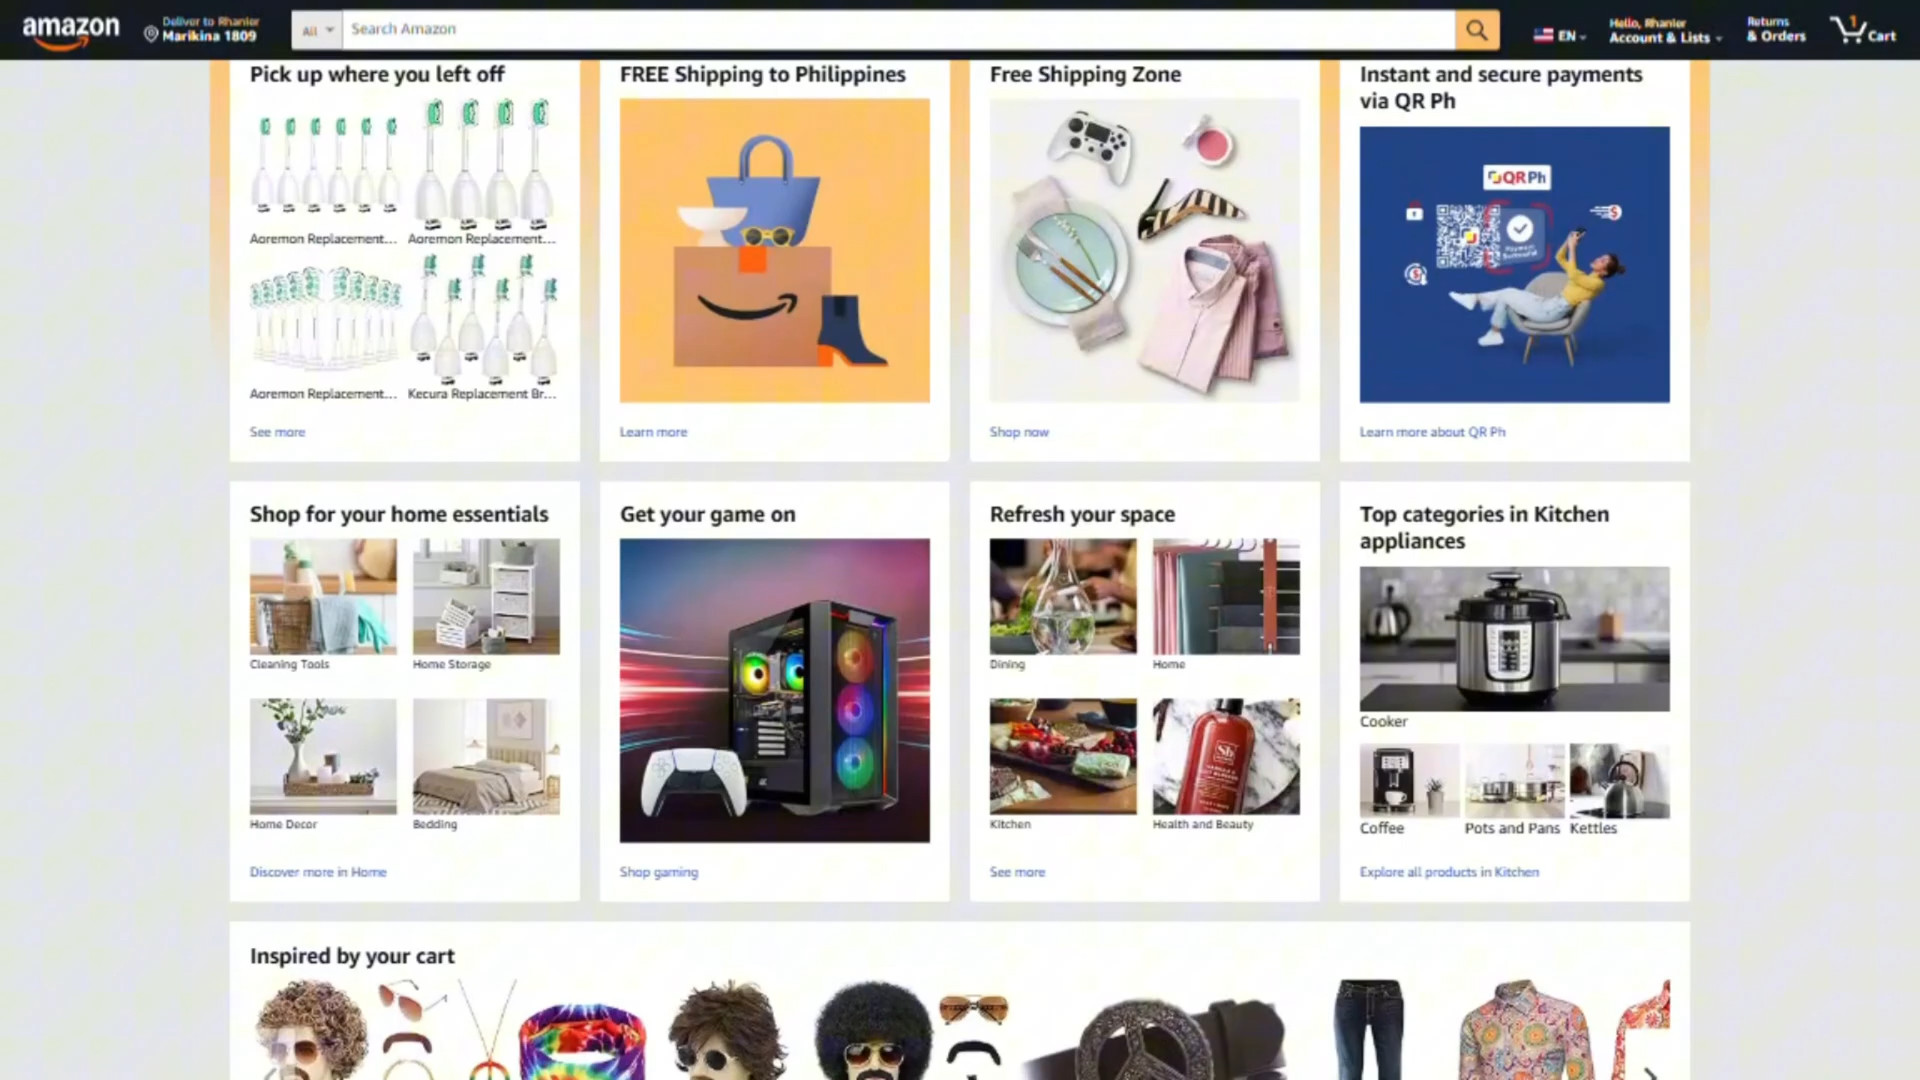 amazon
Deliver to Rhanier
Marikina 1809
All
Search Amazon
EN
Hello, Rhanier
Account & Lists
Returns
& Orders
1
Cart
Pick up where you left off
Aoremon Replacement...
Aoremon Replacement...
Aoremon Replacement...
Kecura Replacement Br...
See more
FREE Shipping to Philippines
Learn more
Free Shipping Zone
Shop now
Instant and secure payments
via QR Ph
QR Ph
Payment
Successful
Learn more about QR Ph
Shop for your home essentials
Cleaning Tools
Home Storage
Home Decor
Bedding
Discover more in Home
Get your game on
Shop gaming
Refresh your space
Dining
Home
Kitchen
Health and Beauty
See more
Top categories in Kitchen
appliances
Cooker
Coffee
Pots and Pans
Kettles
Explore all products in Kitchen
Inspired by your cart